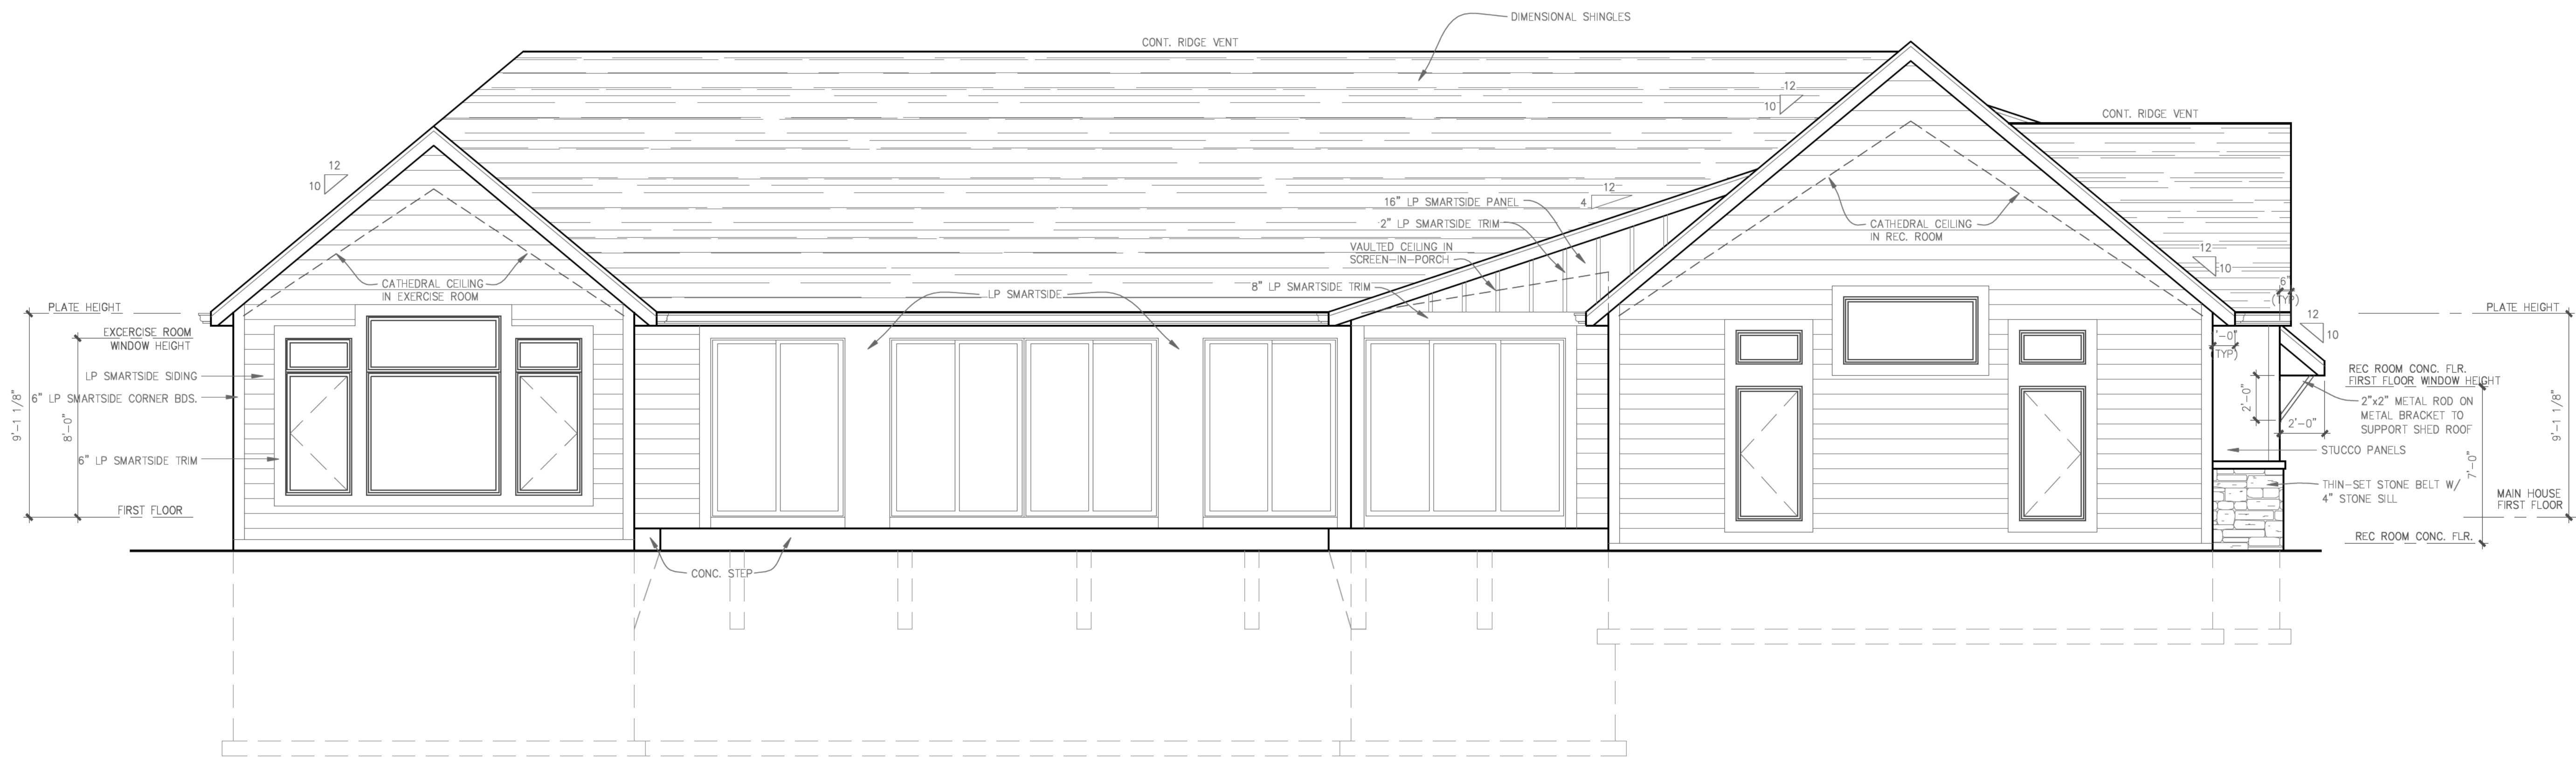 DIMENSIONAL SHINGLES
CONT. RIDGE VENT
12
10
CONT. RIDGE VENT
12
10
12
4
16" LP SMARTSIDE PANEL
2" LP SMARTSIDE TRIM
VAULTED CEILING IN
SCREEN-IN-PORCH
CATHEDRAL CEILING
IN REC. ROOM
12
10
6"
(TYP)
CATHEDRAL CEILING
IN EXERCISE ROOM
LP SMARTSIDE
8" LP SMARTSIDE TRIM
PLATE HEIGHT
EXCERCISE ROOM
WINDOW HEIGHT
LP SMARTSIDE SIDING
6" LP SMARTSIDE CORNER BDS.
9'-1 1/8"
8'-0"
6" LP SMARTSIDE TRIM
FIRST FLOOR
CONC. STEP
PLATE HEIGHT
12
10
'-0"
(TYP)
REC ROOM CONC. FLR.
FIRST FLOOR WINDOW HEIGHT
2"x2" METAL ROD ON
METAL BRACKET TO
SUPPORT SHED ROOF
2'-0"
2'-0"
9'-1 1/8"
STUCCO PANELS
7'-0"
THIN-SET STONE BELT W/
4" STONE SILL
MAIN HOUSE
FIRST FLOOR
REC ROOM CONC. FLR.